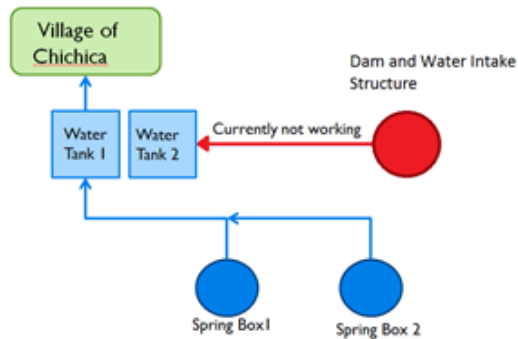 Village of
Chichica
Dam and Water Intake
Structure
Water
Tank 1
Water
Tank 2
Currently not working
Spring Box1
Spring Box 2